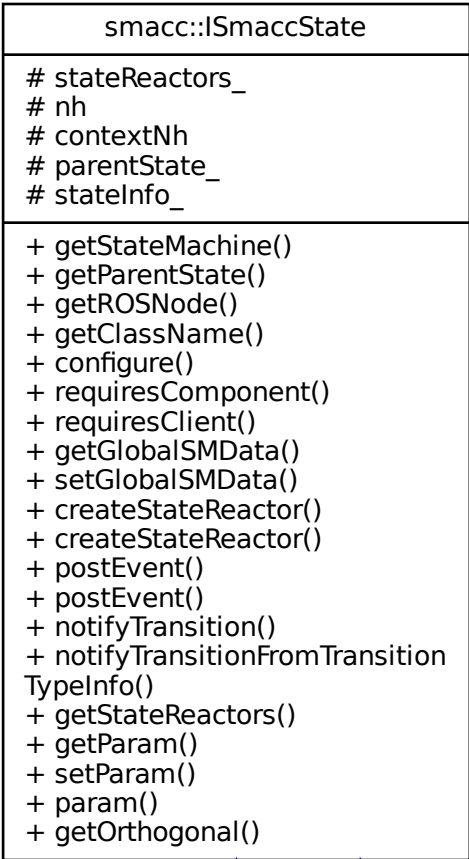 smacc::ISmaccState
# stateReactors_
# nh
# contextNh
# parentState_
# stateInfo_
+ getStateMachine()
+ getParentState()
+ getROSNode()
+ getClassName()
+ configure()
+ requiresComponent()
+ requiresClient()
+ getGlobalSMData()
+ setGlobalSMData()
+ createStateReactor()
+ createStateReactor()
+ postEvent()
+ postEvent()
+ notifyTransition()
+ notifyTransitionFromTransition
TypeInfo()
+ getStateReactors()
+ getParam()
+ setParam()
+ param()
+ getOrthogonal()